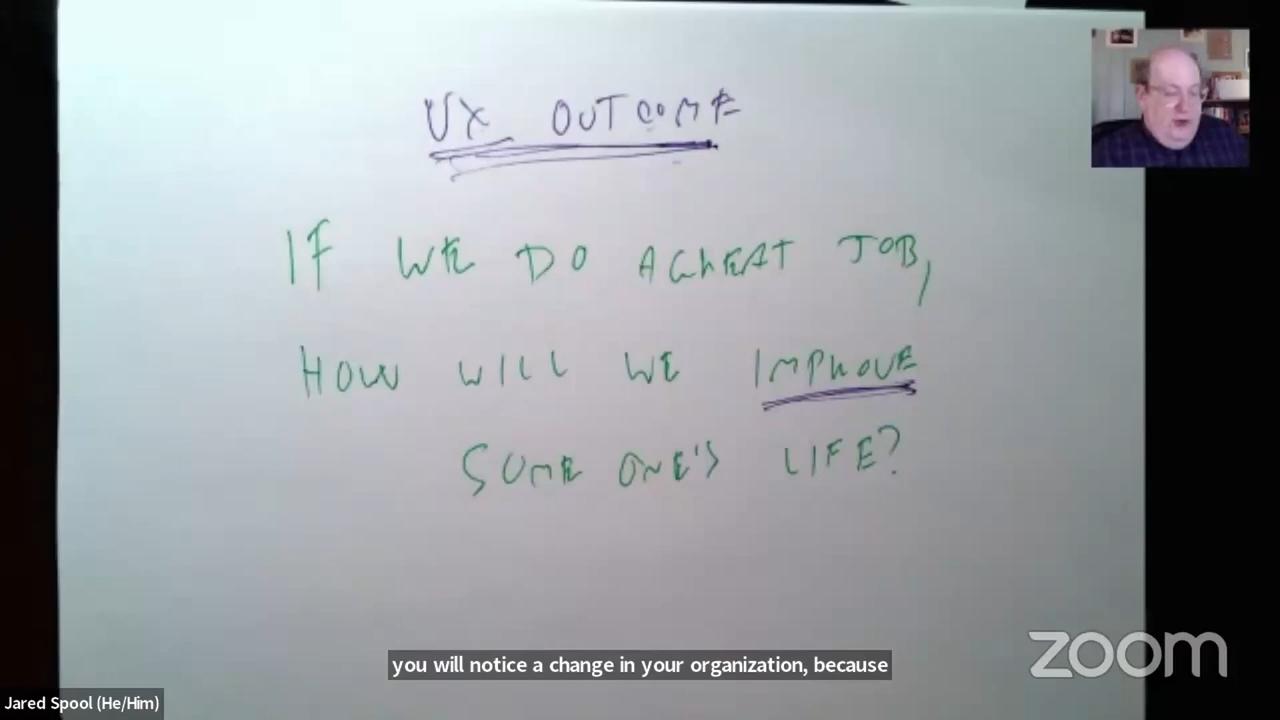 UX OUTCOME
IF WE DO A GREAT JOB,
HOW WILL WE IMPROVE
SOMEONE'S LIFE?
you will notice a change in your organization, because
zoom
Jared Spool (He/Him)